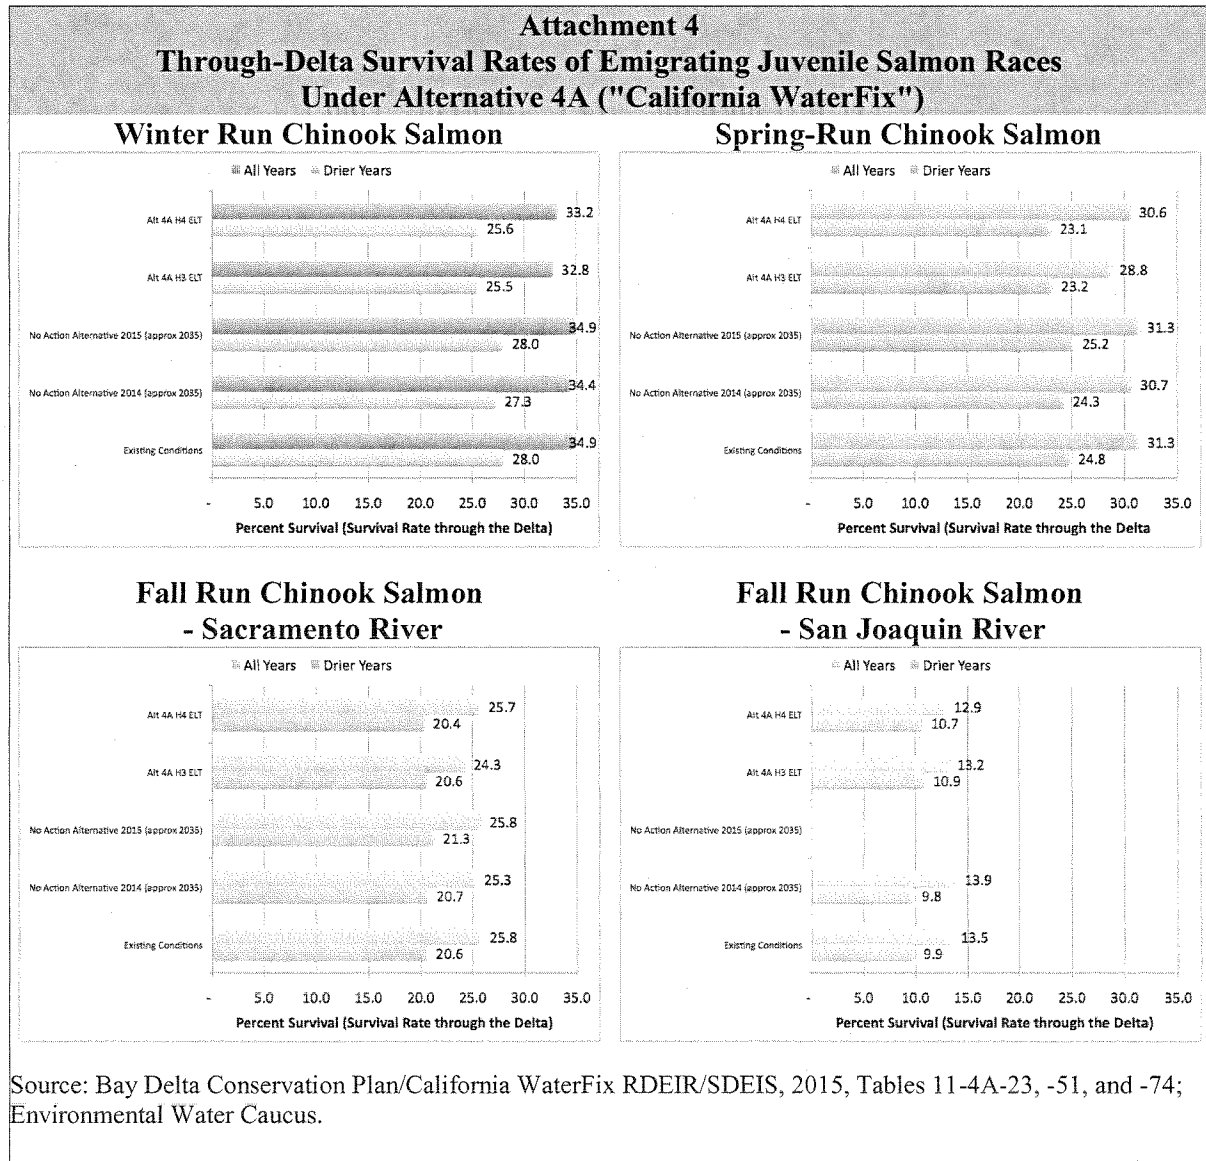 Attachment 4
Through-Delta Survival Rates of Emigrating Juvenile Salmon Races
Under Alternative 4A ("California WaterFix")
Winter Run Chinook Salmon
All Years Drier Years
Alt 4A H4 ELT 33.2
25.6
Alt 4A H3 ELT 32.8
25.5
No Action Alternative 2015 (approx 2035) 34.9
28.0
No Action Alternative 2014 (approx 2035) 34.4
27.3
Existing Conditions 34.9
28.0
- 5.0 10.0 15.0 20.0 25.0 30.0 35.0
Percent Survival (Survival Rate through the Delta)
Spring-Run Chinook Salmon
All Years Drier Years
Alt 4A H4 ELT 30.6
23.1
Alt 4A H3 ELT 28.8
23.2
No Action Alternative 2015 (approx 2035) 31.3
25.2
No Action Alternative 2014 (approx 2035) 30.7
24.3
Existing Conditions 31.3
24.8
- 5.0 10.0 15.0 20.0 25.0 30.0 35.0
Percent Survival (Survival Rate through the Delta
Fall Run Chinook Salmon
- Sacramento River
All Years Drier Years
Alt 4A H4 ELT 25.7
20.4
Alt 4A H3 ELT 24.3
20.6
No Action Alternative 2015 (approx 2035) 25.8
21.3
No Action Alternative 2014 (approx 2035) 25.3
20.7
Existing Conditions 25.8
20.6
- 5.0 10.0 15.0 20.0 25.0 30.0 35.0
Percent Survival (Survival Rate through the Delta)
Fall Run Chinook Salmon
- San Joaquin River
All Years Drier Years
Alt 4A H4 ELT 12.9
10.7
Alt 4A H3 ELT 13.2
10.9
No Action Alternative 2015 (approx 2035)
No Action Alternative 2014 (approx 2035) 13.9
9.8
Existing Conditions 13.5
9.9
- 5.0 10.0 15.0 20.0 25.0 30.0 35.0
Percent Survival (Survival Rate through the Delta)
Source: Bay Delta Conservation Plan/California WaterFix RDEIR/SDEIS, 2015, Tables 11-4A-23, -51, and -74;
Environmental Water Caucus.